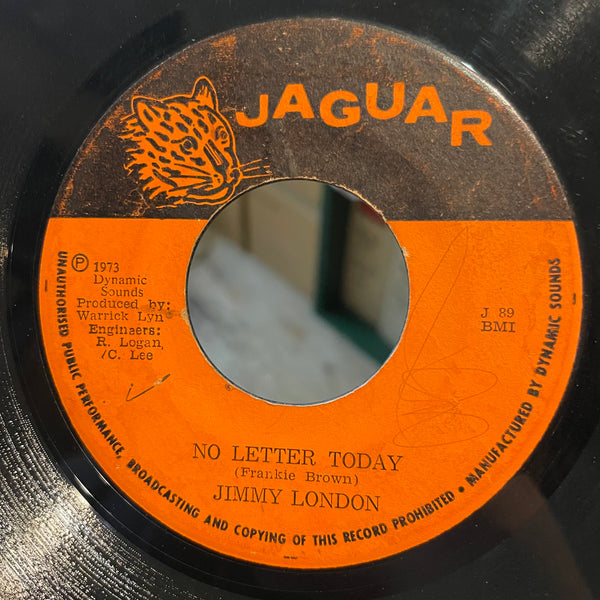 JAGUAR
℗ 1973
Dynamic
Sounds
Produced by:
Warrick Lyn
Engineers:
R. Logan,
/C. Lee
J 89
BMI
NO LETTER TODAY
(Frankie Brown)
JIMMY LONDON
UNAUTHORISED PUBLIC PERFORMANCE, BROADCASTING AND COPYING OF THIS RECORD PROHIBITED • MANUFACTURED BY DYNAMIC SOUNDS